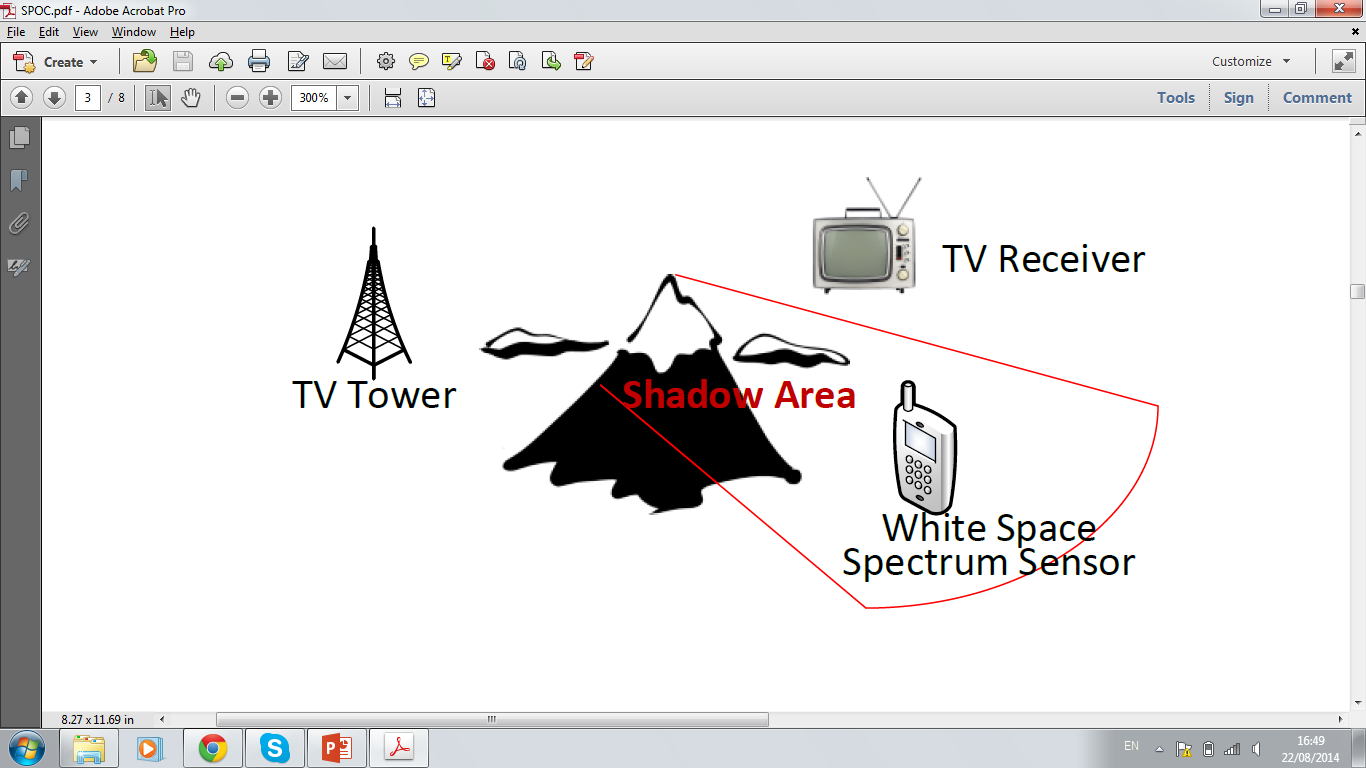 SPOC.pdf - Adobe Acrobat Pro
File Edit View Window Help
Create
Customize
3 / 8
300%
Tools Sign Comment
TV Receiver
TV Tower
Shadow Area
White Space
Spectrum Sensor
8.27 x 11.69 in
EN
16:49
22/08/2014